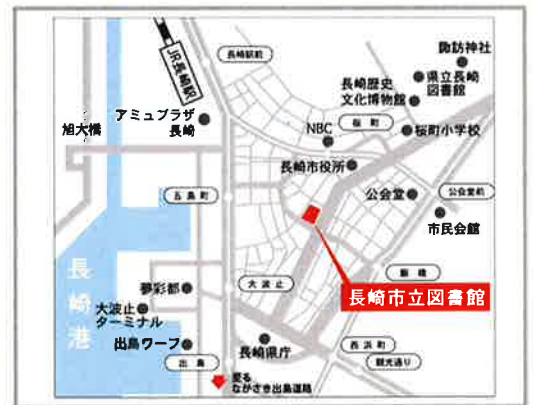 諏訪神社
長崎駅前
JR長崎駅
県立長崎
図書館
長崎歴史
文化博物館
アミュプラザ
長崎
旭大橋
NBC
桜町
桜町小学校
長崎市役所
五島町
公会堂
公会堂前
市民会館
長崎港
大波止
賑橋
夢彩都
長崎市立図書館
大波止
ターミナル
出島ワーフ
長崎県庁
西浜町
出島
観光通り
至る
ながさき出島道路